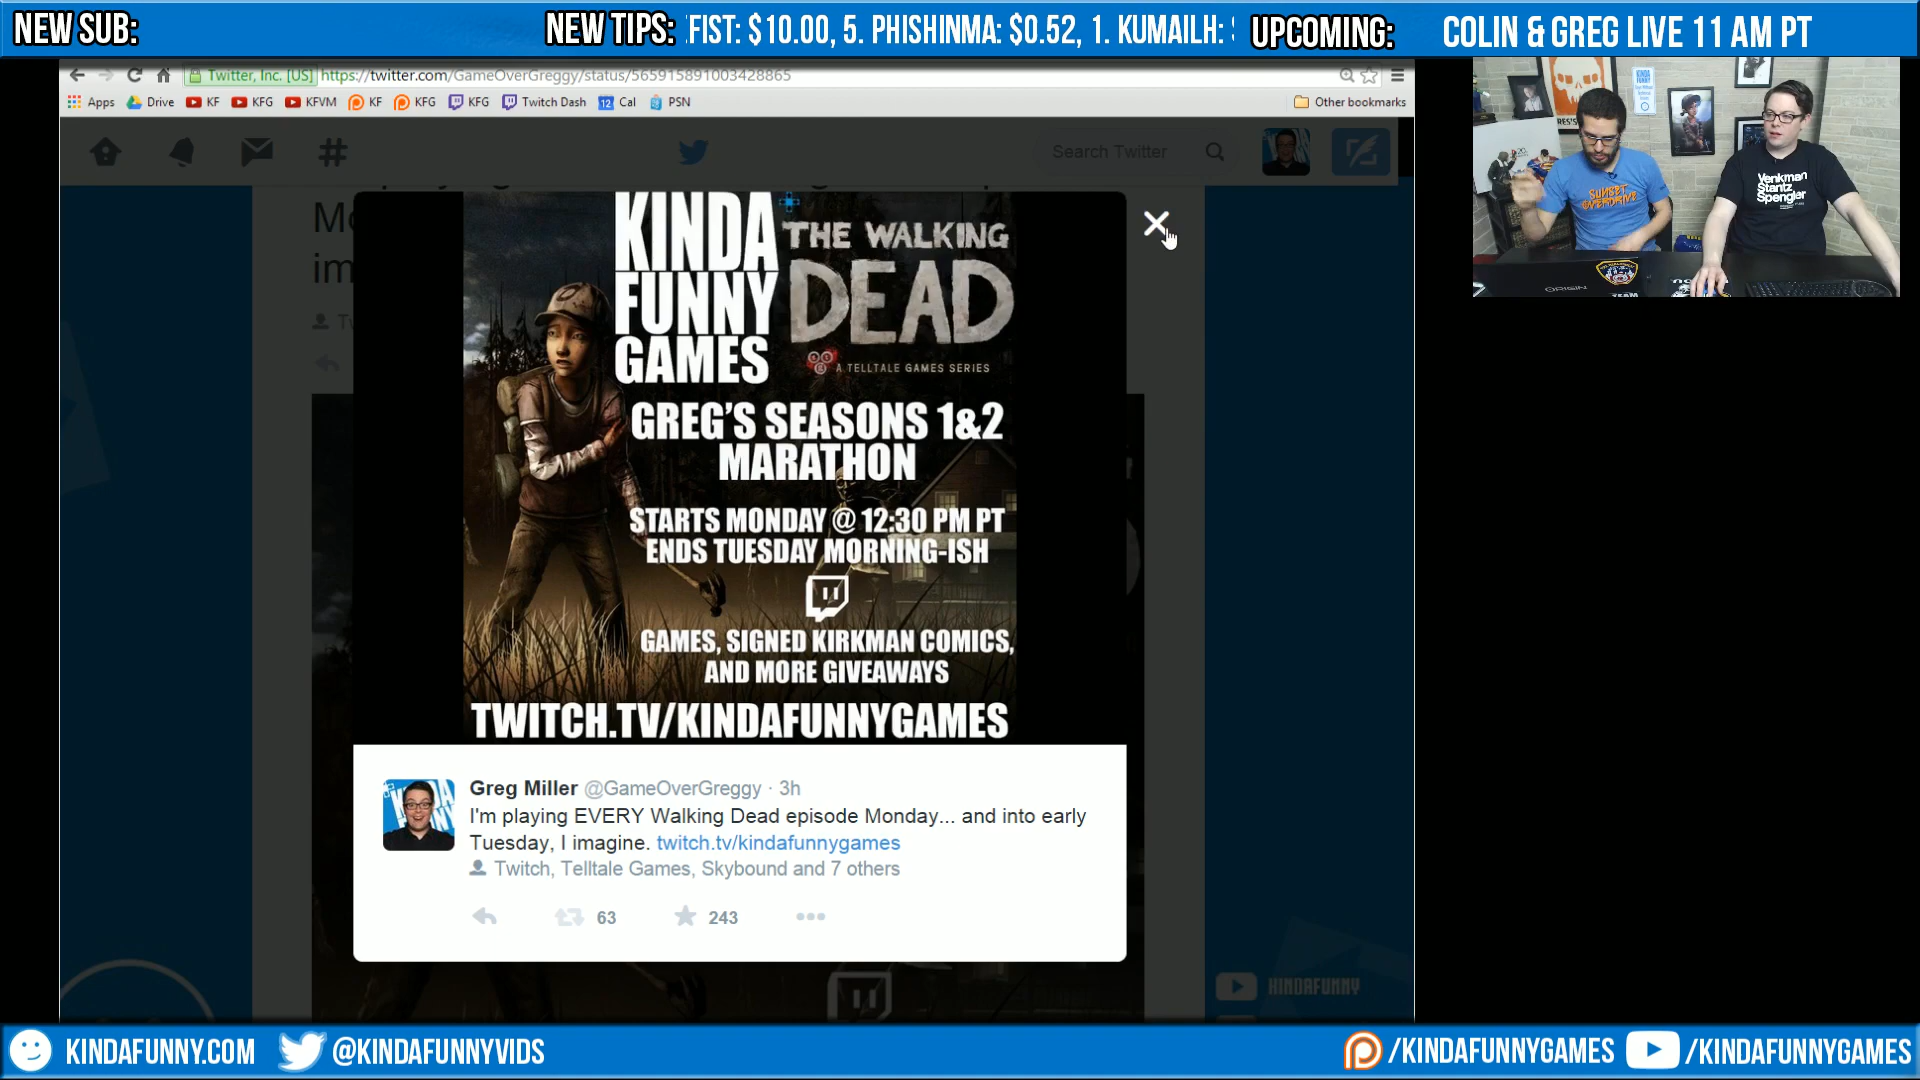 NEW SUB:
NEW TIPS: FIST: $10.00, 5. PHISHINMA: $0.52, 1. KUMAILH:
UPCOMING: COLIN & GREG LIVE 11 AM PT
Twitter, Inc. [US] https://twitter.com/GameOverGreggy/status/565915891003428865
Apps Drive KF KFG KFVM KF KFG KFG Twitch Dash 12 Cal PSN Other bookmarks
Search Twitter
KINDA
FUNNY
GAMES
THE WALKING
DEAD
A TELLTALE GAMES SERIES
GREG'S SEASONS 1&2
MARATHON
STARTS MONDAY @ 12:30 PM PT
ENDS TUESDAY MORNING-ISH
GAMES, SIGNED KIRKMAN COMICS,
AND MORE GIVEAWAYS
TWITCH.TV/KINDAFUNNYGAMES
Greg Miller @GameOverGreggy · 3h
I'm playing EVERY Walking Dead episode Monday... and into early
Tuesday, I imagine. twitch.tv/kindafunnygames
Twitch, Telltale Games, Skybound and 7 others
63 243
SUNSET
OVERDRIVE
Venkman
Stantz
Spengler
ORIGIN
KINDAFUNNY
KINDAFUNNY.COM @KINDAFUNNYVIDS /KINDAFUNNYGAMES /KINDAFUNNYGAMES